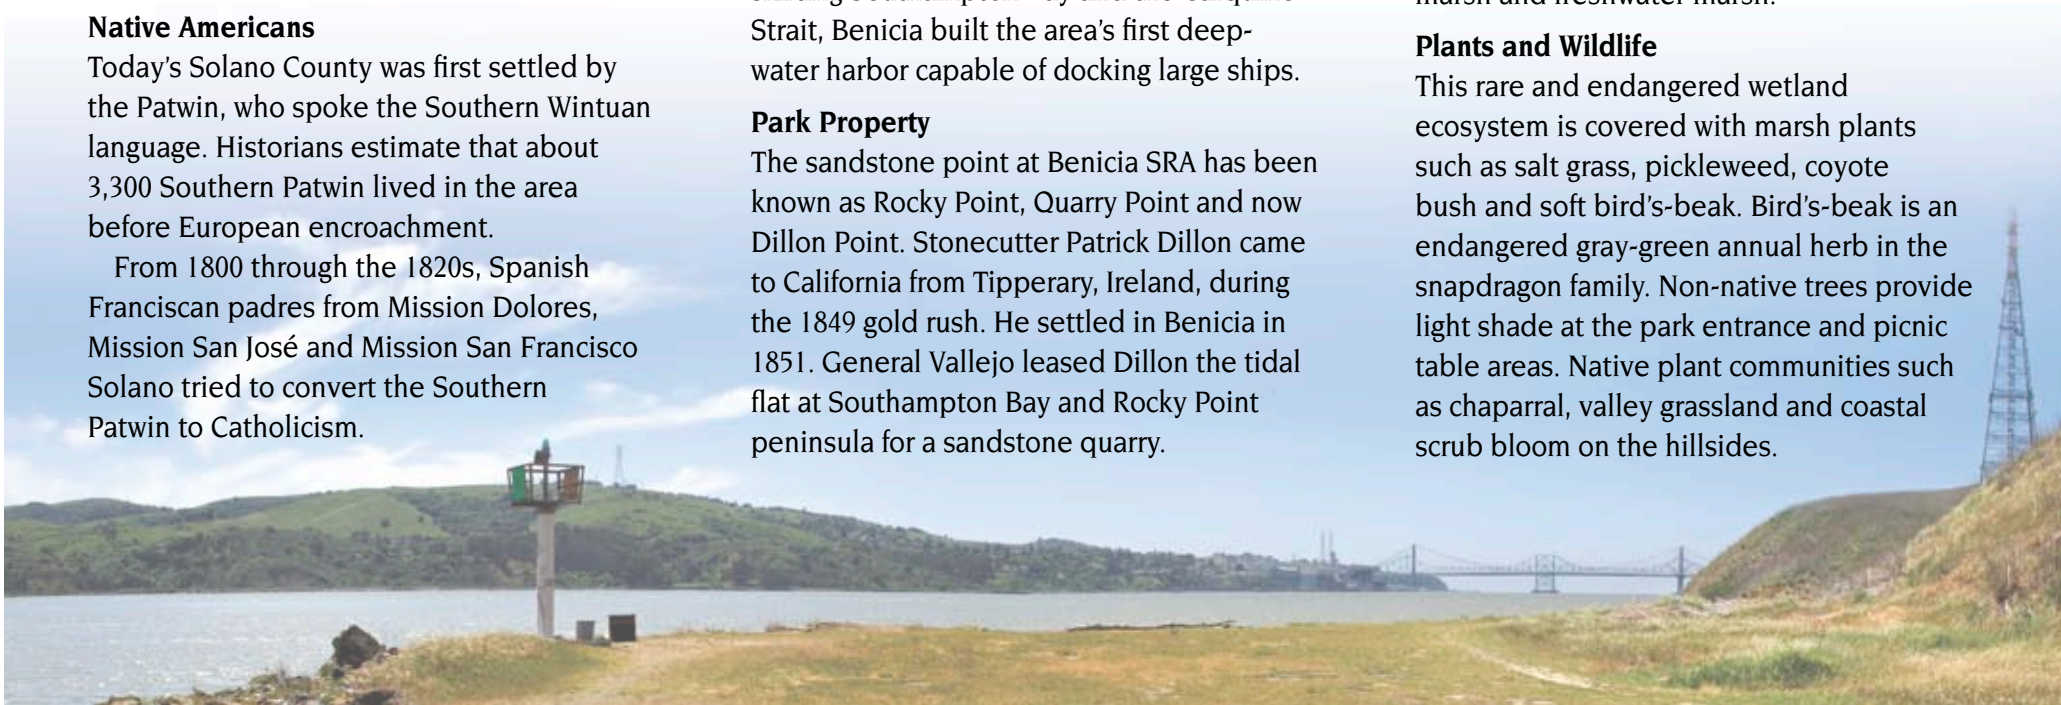 Native Americans
Today's Solano County was first settled by
the Patwin, who spoke the Southern Wintuan
language. Historians estimate that about
3,300 Southern Patwin lived in the area
before European encroachment.
From 1800 through the 1820s, Spanish
Franciscan padres from Mission Dolores,
Mission San José and Mission San Francisco
Solano tried to convert the Southern
Patwin to Catholicism.
Strait, Benicia built the area's first deep-
water harbor capable of docking large ships.
Park Property
The sandstone point at Benicia SRA has been
known as Rocky Point, Quarry Point and now
Dillon Point. Stonecutter Patrick Dillon came
to California from Tipperary, Ireland, during
the 1849 gold rush. He settled in Benicia in
1851. General Vallejo leased Dillon the tidal
flat at Southampton Bay and Rocky Point
peninsula for a sandstone quarry.
marsh and freshwater marsh.
Plants and Wildlife
This rare and endangered wetland
ecosystem is covered with marsh plants
such as salt grass, pickleweed, coyote
bush and soft bird's-beak. Bird's-beak is an
endangered gray-green annual herb in the
snapdragon family. Non-native trees provide
light shade at the park entrance and picnic
table areas. Native plant communities such
as chaparral, valley grassland and coastal
scrub bloom on the hillsides.